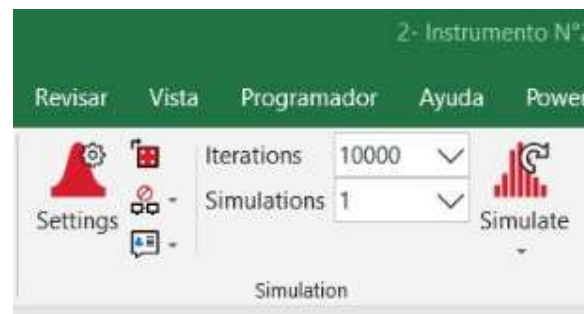 2- Instrumento N°
Revisar Vista Programador Ayuda Power
Iterations 10000
Simulations 1
Settings
Simulate
Simulation